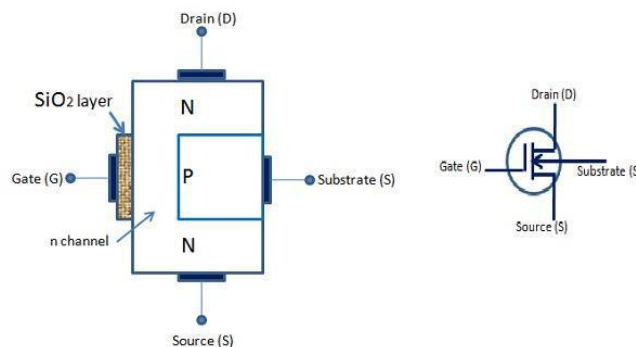 Drain (D)
SiO2 layer
N
Gate (G)
P
Substrate (S)
n channel
N
Source (S)
Drain (D)
Gate (G)
Substrate (S
Source (S)